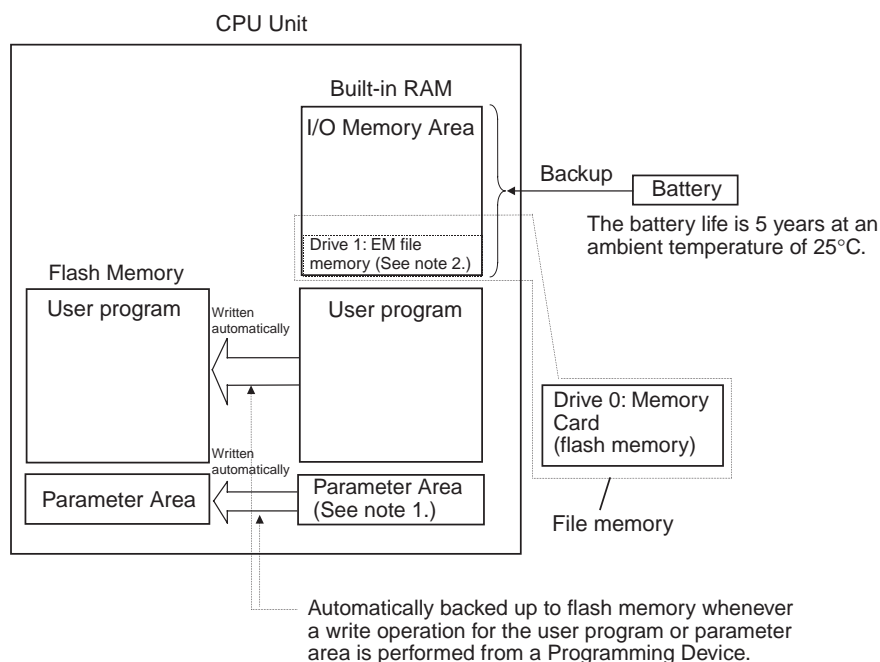 CPU Unit
Built-in RAM
I/O Memory Area
Backup
Battery
The battery life is 5 years at an
ambient temperature of 25°C.
Drive 1: EM file
memory (See note 2.)
Flash Memory
User program
Written
automatically
User program
Drive 0: Memory
Card
(flash memory)
Written
automatically
Parameter Area
Parameter Area
(See note 1.)
File memory
Automatically backed up to flash memory whenever
a write operation for the user program or parameter
area is performed from a Programming Device.